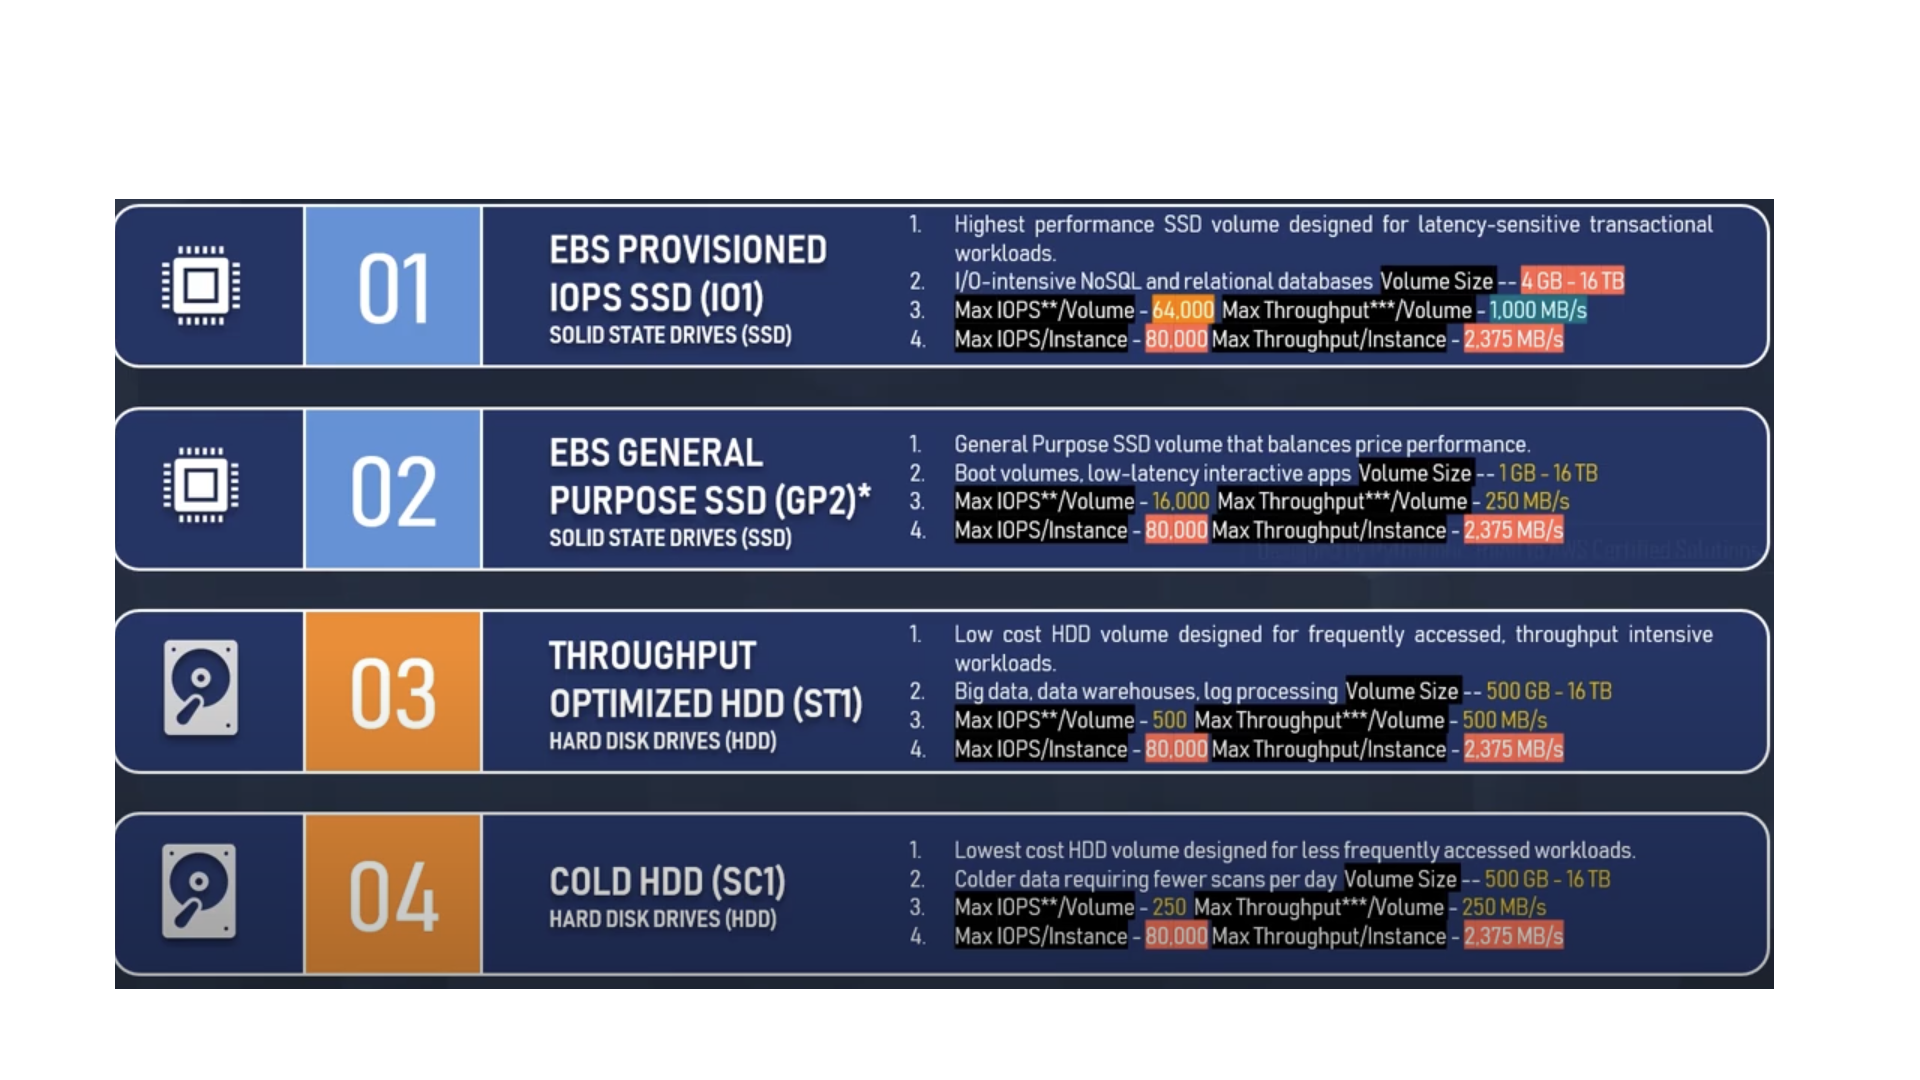 01
EBS PROVISIONED
IOPS SSD (IO1)
SOLID STATE DRIVES (SSD)
1. Highest performance SSD volume designed for latency-sensitive transactional
workloads.
2. I/O-intensive NoSQL and relational databases Volume Size -- 4 GB - 16 TB
3. Max IOPS**/Volume - 64,000 Max Throughput***/Volume - 1,000 MB/s
4. Max IOPS/Instance - 80,000 Max Throughput/Instance - 2,375 MB/s
02
EBS GENERAL
PURPOSE SSD (GP2)*
SOLID STATE DRIVES (SSD)
1. General Purpose SSD volume that balances price performance.
2. Boot volumes, low-latency interactive apps Volume Size -- 1 GB - 16 TB
3. Max IOPS**/Volume - 16,000 Max Throughput***/Volume - 250 MB/s
4. Max IOPS/Instance - 80,000 Max Throughput/Instance - 2,375 MB/s
AWS Certified Solutions
03
THROUGHPUT
OPTIMIZED HDD (ST1)
HARD DISK DRIVES (HDD)
1. Low cost HDD volume designed for frequently accessed, throughput intensive
workloads.
2. Big data, data warehouses, log processing Volume Size -- 500 GB - 16 TB
3. Max IOPS**/Volume - 500 Max Throughput***/Volume - 500 MB/s
4. Max IOPS/Instance - 80,000 Max Throughput/Instance - 2,375 MB/s
04
COLD HDD (SC1)
HARD DISK DRIVES (HDD)
1. Lowest cost HDD volume designed for less frequently accessed workloads.
2. Colder data requiring fewer scans per day Volume Size -- 500 GB - 16 TB
3. Max IOPS**/Volume - 250 Max Throughput***/Volume - 250 MB/s
4. Max IOPS/Instance - 80,000 Max Throughput/Instance - 2,375 MB/s